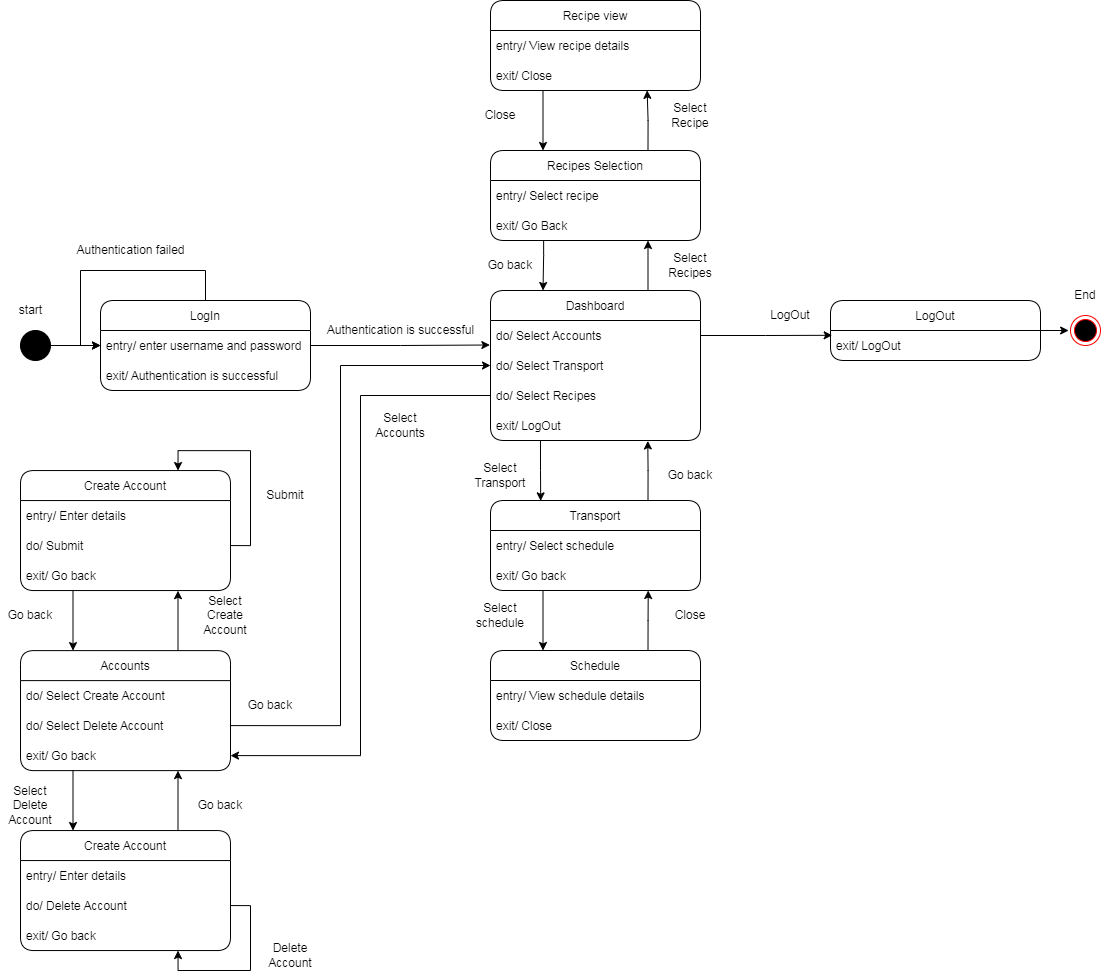 Recipe view
entry/ View recipe details
exit/ Close
Close
Select
Recipe
Recipes Selection
entry/ Select recipe
exit/ Go Back
Go back
Select
Recipes
Authentication failed
start
LogIn
entry/ enter username and password
exit/ Authentication is successful
Authentication is successful
Dashboard
do/ Select Accounts
do/ Select Transport
do/ Select Recipes
exit/ LogOut
LogOut
LogOut
exit/ LogOut
End
Select
Accounts
Select
Transport
Go back
Create Account
entry/ Enter details
do/ Submit
exit/ Go back
Submit
Transport
entry/ Select schedule
exit/ Go back
Go back
Select
Create
Account
Select
schedule
Close
Accounts
do/ Select Create Account
do/ Select Delete Account
exit/ Go back
Go back
Schedule
entry/ View schedule details
exit/ Close
Select
Delete
Account
Go back
Create Account
entry/ Enter details
do/ Delete Account
exit/ Go back
Delete
Account